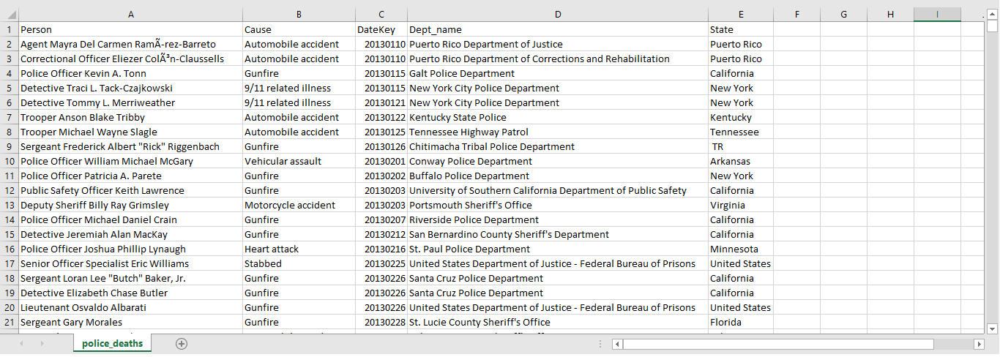 A B C D E F G H I
1 Person Cause DateKey Dept_name State
2 Agent Mayra Del Carmen RamÃ-rez-Barreto Automobile accident 20130110 Puerto Rico Department of Justice Puerto Rico
3 Correctional Officer Eliezer ColÃ³n-Claussells Automobile accident 20130110 Puerto Rico Department of Corrections and Rehabilitation Puerto Rico
4 Police Officer Kevin A. Tonn Gunfire 20130115 Galt Police Department California
5 Detective Traci L. Tack-Czajkowski 9/11 related illness 20130115 New York City Police Department New York
6 Detective Tommy L. Merriweather 9/11 related illness 20130121 New York City Police Department New York
7 Trooper Anson Blake Tribby Automobile accident 20130122 Kentucky State Police Kentucky
8 Trooper Michael Wayne Slagle Automobile accident 20130125 Tennessee Highway Patrol Tennessee
9 Sergeant Frederick Albert "Rick" Riggenbach Gunfire 20130126 Chitimacha Tribal Police Department TR
10 Police Officer William Michael McGary Vehicular assault 20130201 Conway Police Department Arkansas
11 Police Officer Patricia A. Parete Gunfire 20130202 Buffalo Police Department New York
12 Public Safety Officer Keith Lawrence Gunfire 20130203 University of Southern California Department of Public Safety California
13 Deputy Sheriff Billy Ray Grimsley Motorcycle accident 20130203 Portsmouth Sheriff's Office Virginia
14 Police Officer Michael Daniel Crain Gunfire 20130207 Riverside Police Department California
15 Detective Jeremiah Alan MacKay Gunfire 20130212 San Bernardino County Sheriff's Department California
16 Police Officer Joshua Phillip Lynaugh Heart attack 20130216 St. Paul Police Department Minnesota
17 Senior Officer Specialist Eric Williams Stabbed 20130225 United States Department of Justice - Federal Bureau of Prisons United States
18 Sergeant Loran Lee "Butch" Baker, Jr. Gunfire 20130226 Santa Cruz Police Department California
19 Detective Elizabeth Chase Butler Gunfire 20130226 Santa Cruz Police Department California
20 Lieutenant Osvaldo Albarati Gunfire 20130226 United States Department of Justice - Federal Bureau of Prisons United States
21 Sergeant Gary Morales Gunfire 20130228 St. Lucie County Sheriff's Office Florida
police_deaths